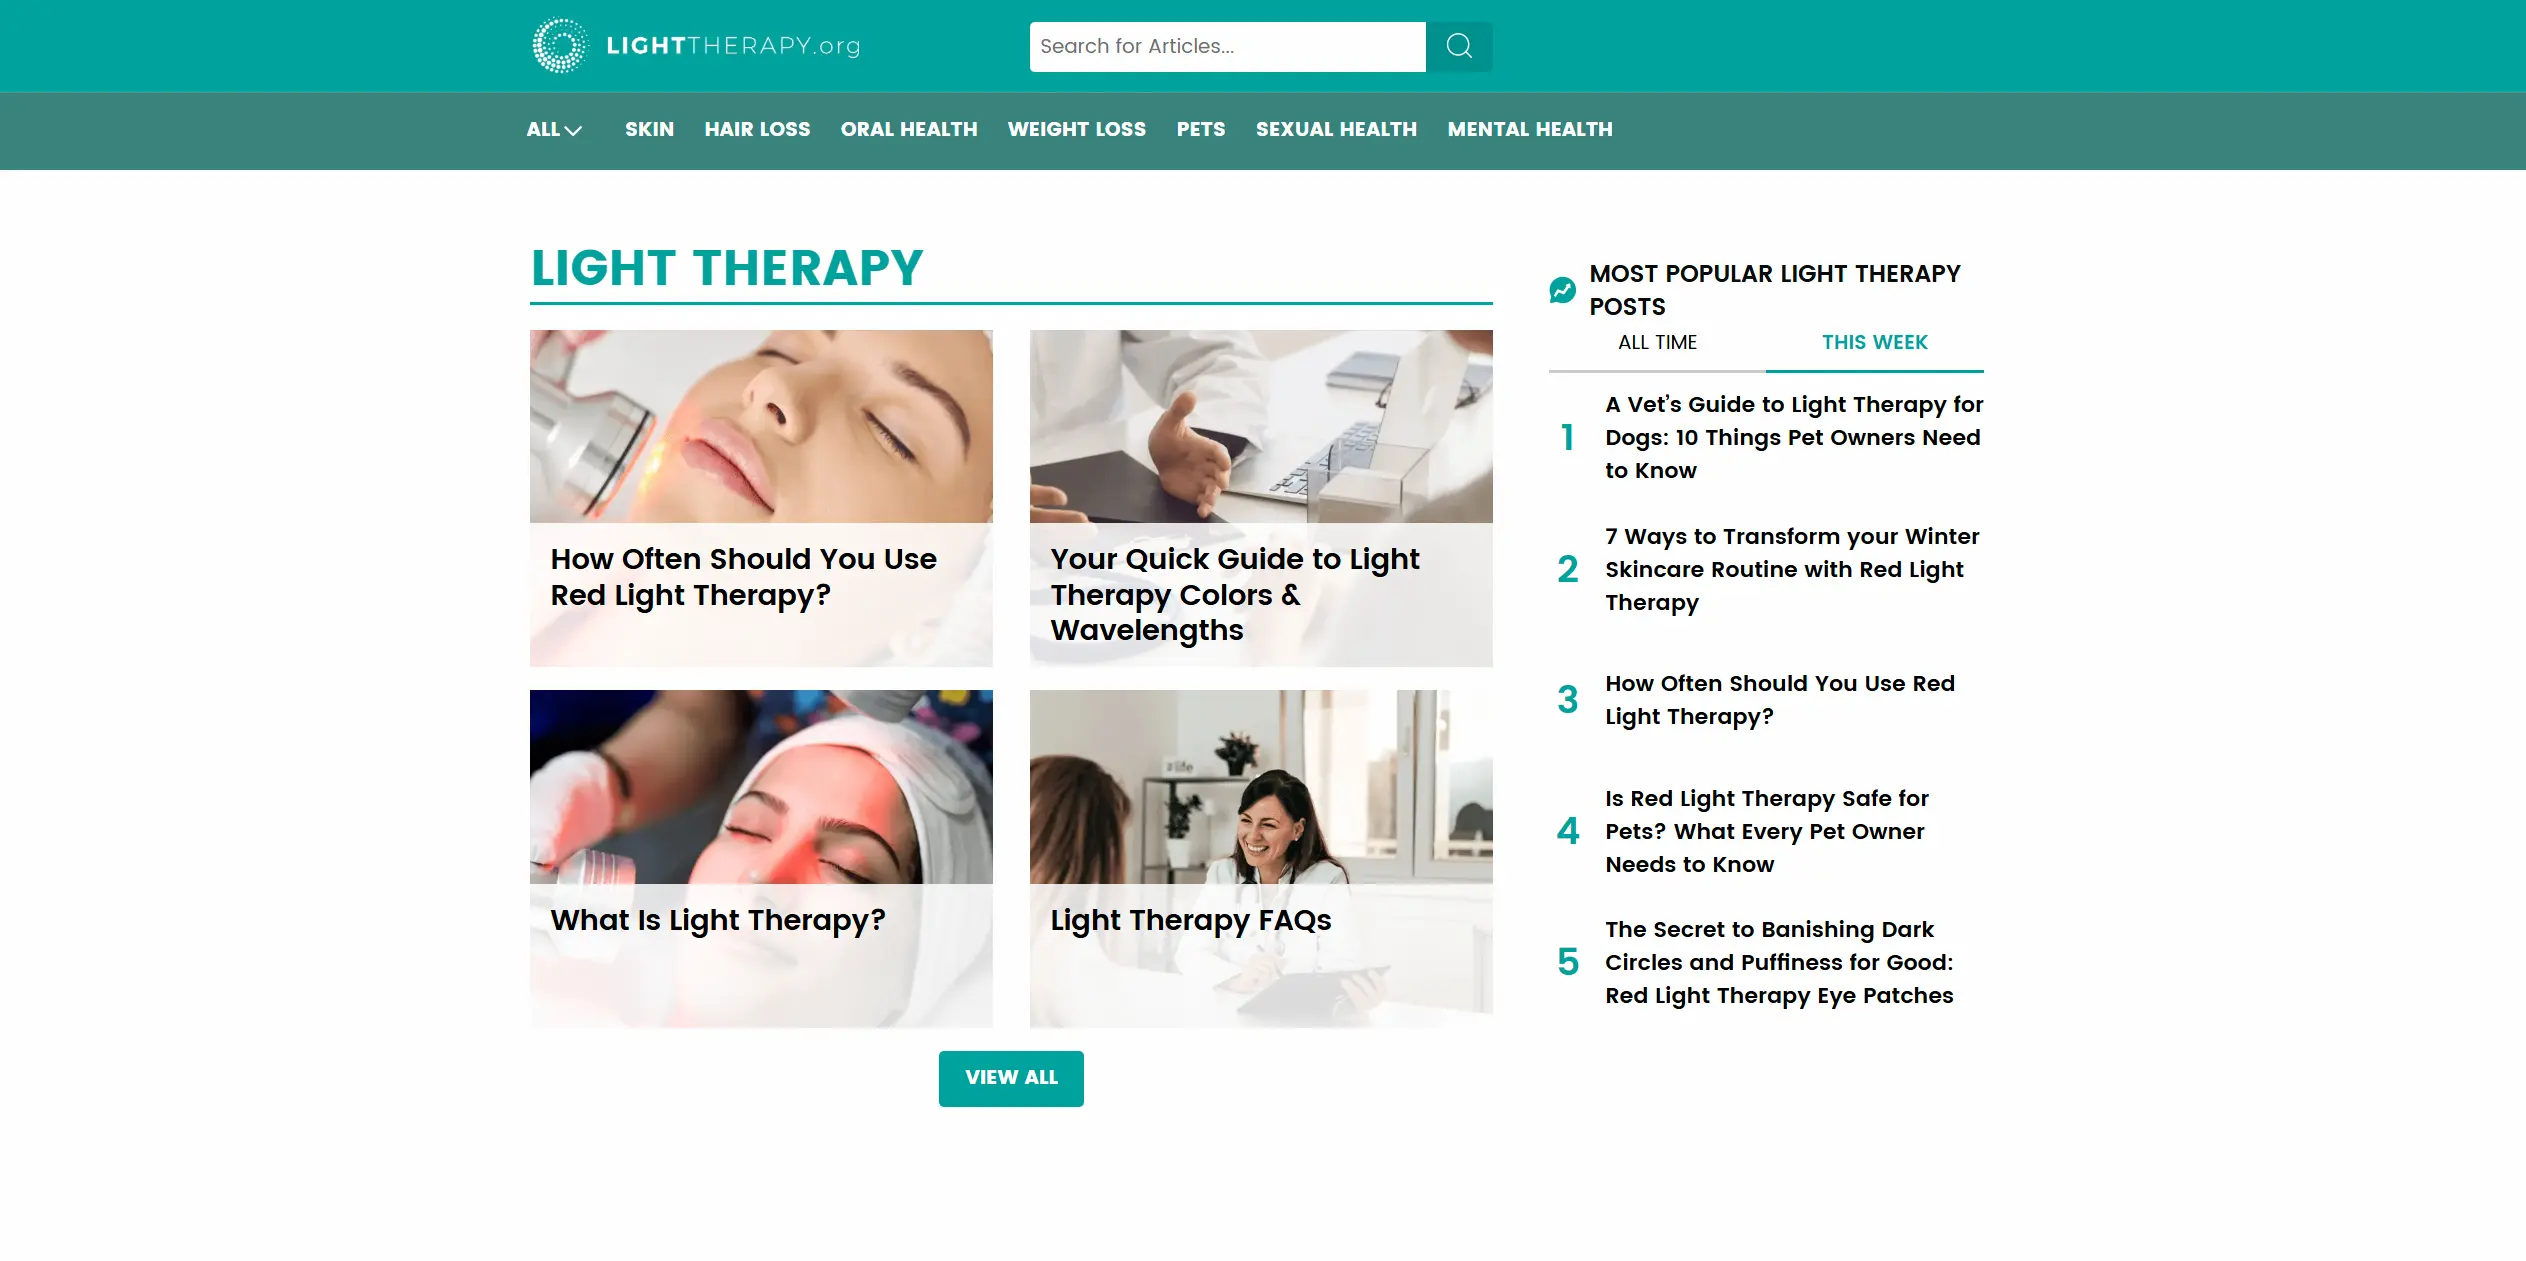 LIGHTTHERAPY.org
Search for Articles...
ALL
SKIN
HAIR LOSS
ORAL HEALTH
WEIGHT LOSS
PETS
SEXUAL HEALTH
MENTAL HEALTH
LIGHT THERAPY
How Often Should You Use
Red Light Therapy?
Your Quick Guide to Light
Therapy Colors &
Wavelengths
#life
What Is Light Therapy?
Light Therapy FAQs
VIEW ALL
MOST POPULAR LIGHT THERAPY
POSTS
ALL TIME
THIS WEEK
1
A Vet’s Guide to Light Therapy for
Dogs: 10 Things Pet Owners Need
to Know
2
7 Ways to Transform your Winter
Skincare Routine with Red Light
Therapy
3
How Often Should You Use Red
Light Therapy?
4
Is Red Light Therapy Safe for
Pets? What Every Pet Owner
Needs to Know
5
The Secret to Banishing Dark
Circles and Puffiness for Good:
Red Light Therapy Eye Patches